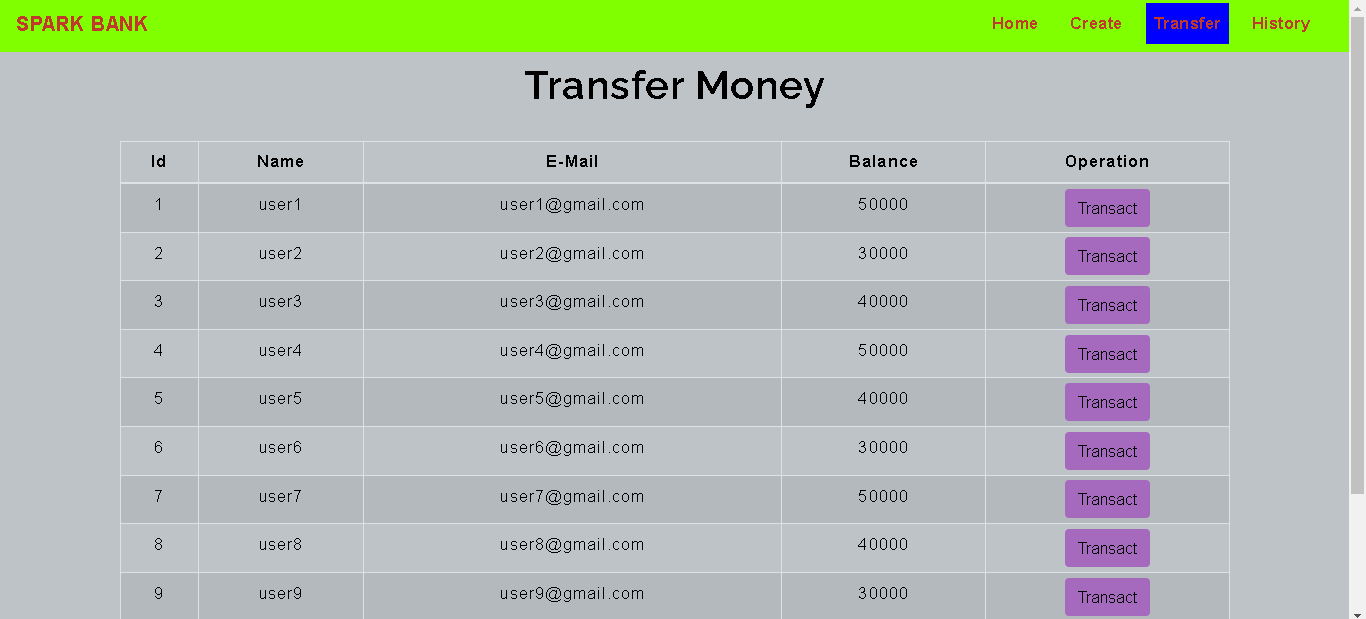 SPARK BANK Home Create Transfer History
Transfer Money
Id Name E-Mail Balance Operation
1 user1 user1@gmail.com 50000 Transact
2 user2 user2@gmail.com 30000 Transact
3 user3 user3@gmail.com 40000 Transact
4 user4 user4@gmail.com 50000 Transact
5 user5 user5@gmail.com 40000 Transact
6 user6 user6@gmail.com 30000 Transact
7 user7 user7@gmail.com 50000 Transact
8 user8 user8@gmail.com 40000 Transact
9 user9 user9@gmail.com 30000 Transact